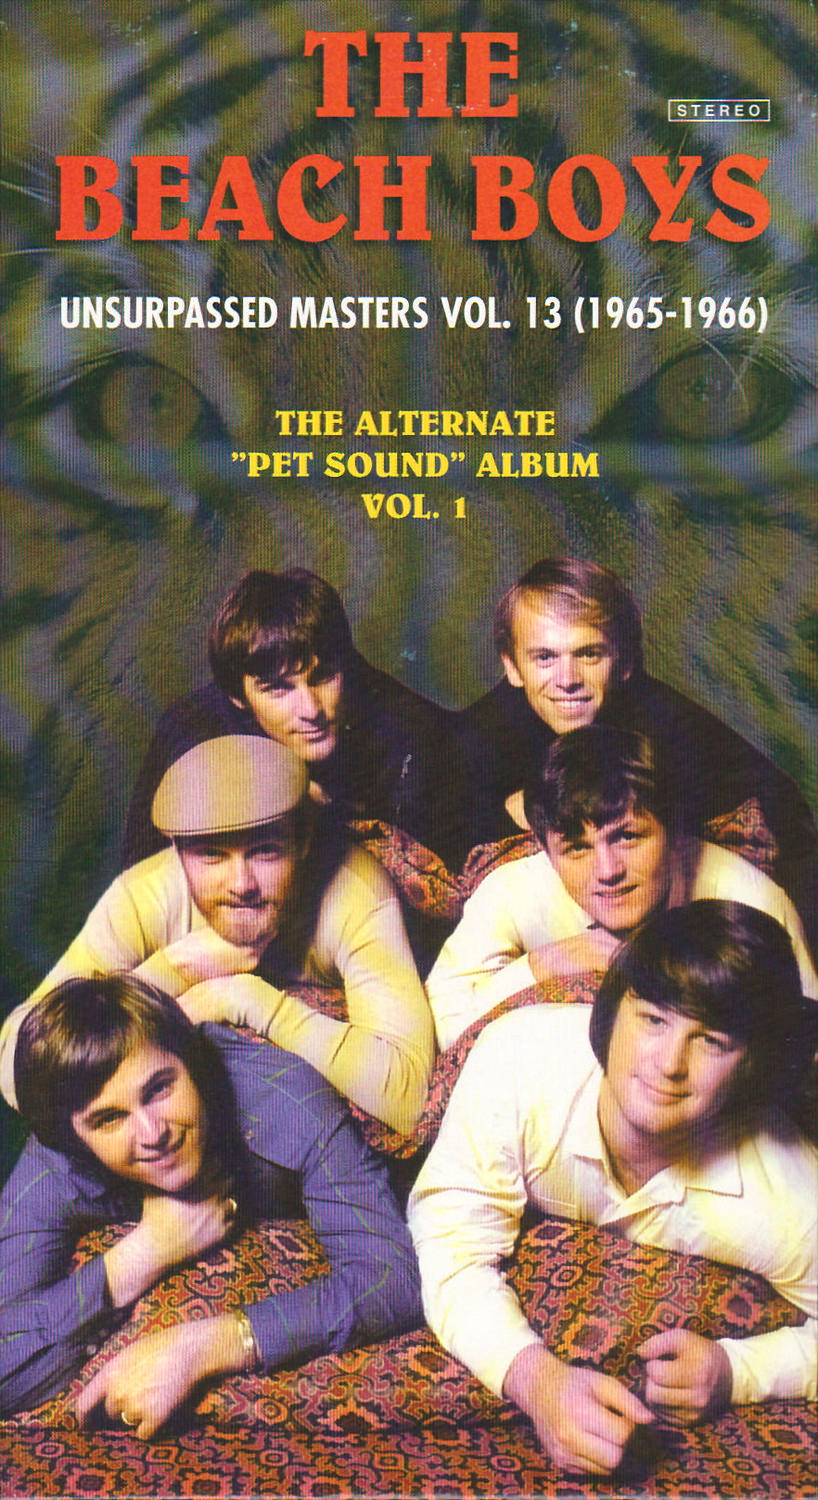 THE
STEREO
BEACH BOYS
UNSURPASSED MASTERS VOL. 13 (1965-1966)
THE ALTERNATE
"PET SOUND" ALBUM
VOL. 1